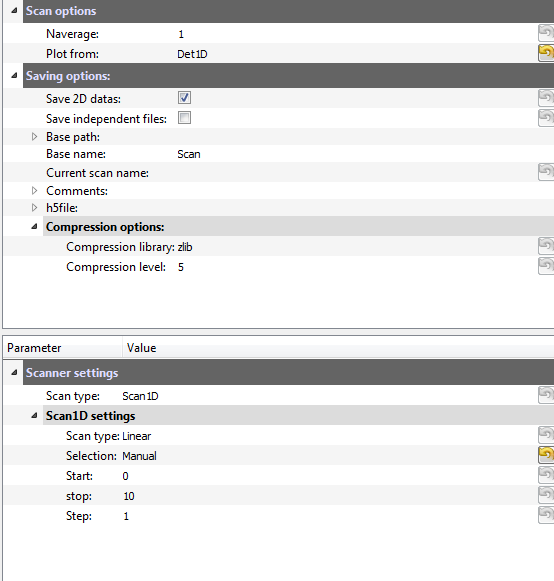 Scan options
Naverage: 1
Plot from: Det1D
Saving options:
Save 2D datas:
Save independent files:
Base path:
Base name: Scan
Current scan name:
Comments:
h5file:
Compression options:
Compression library: zlib
Compression level: 5
Parameter Value
Scanner settings
Scan type: Scan1D
Scan1D settings
Scan type: Linear
Selection: Manual
Start: 0
stop: 10
Step: 1